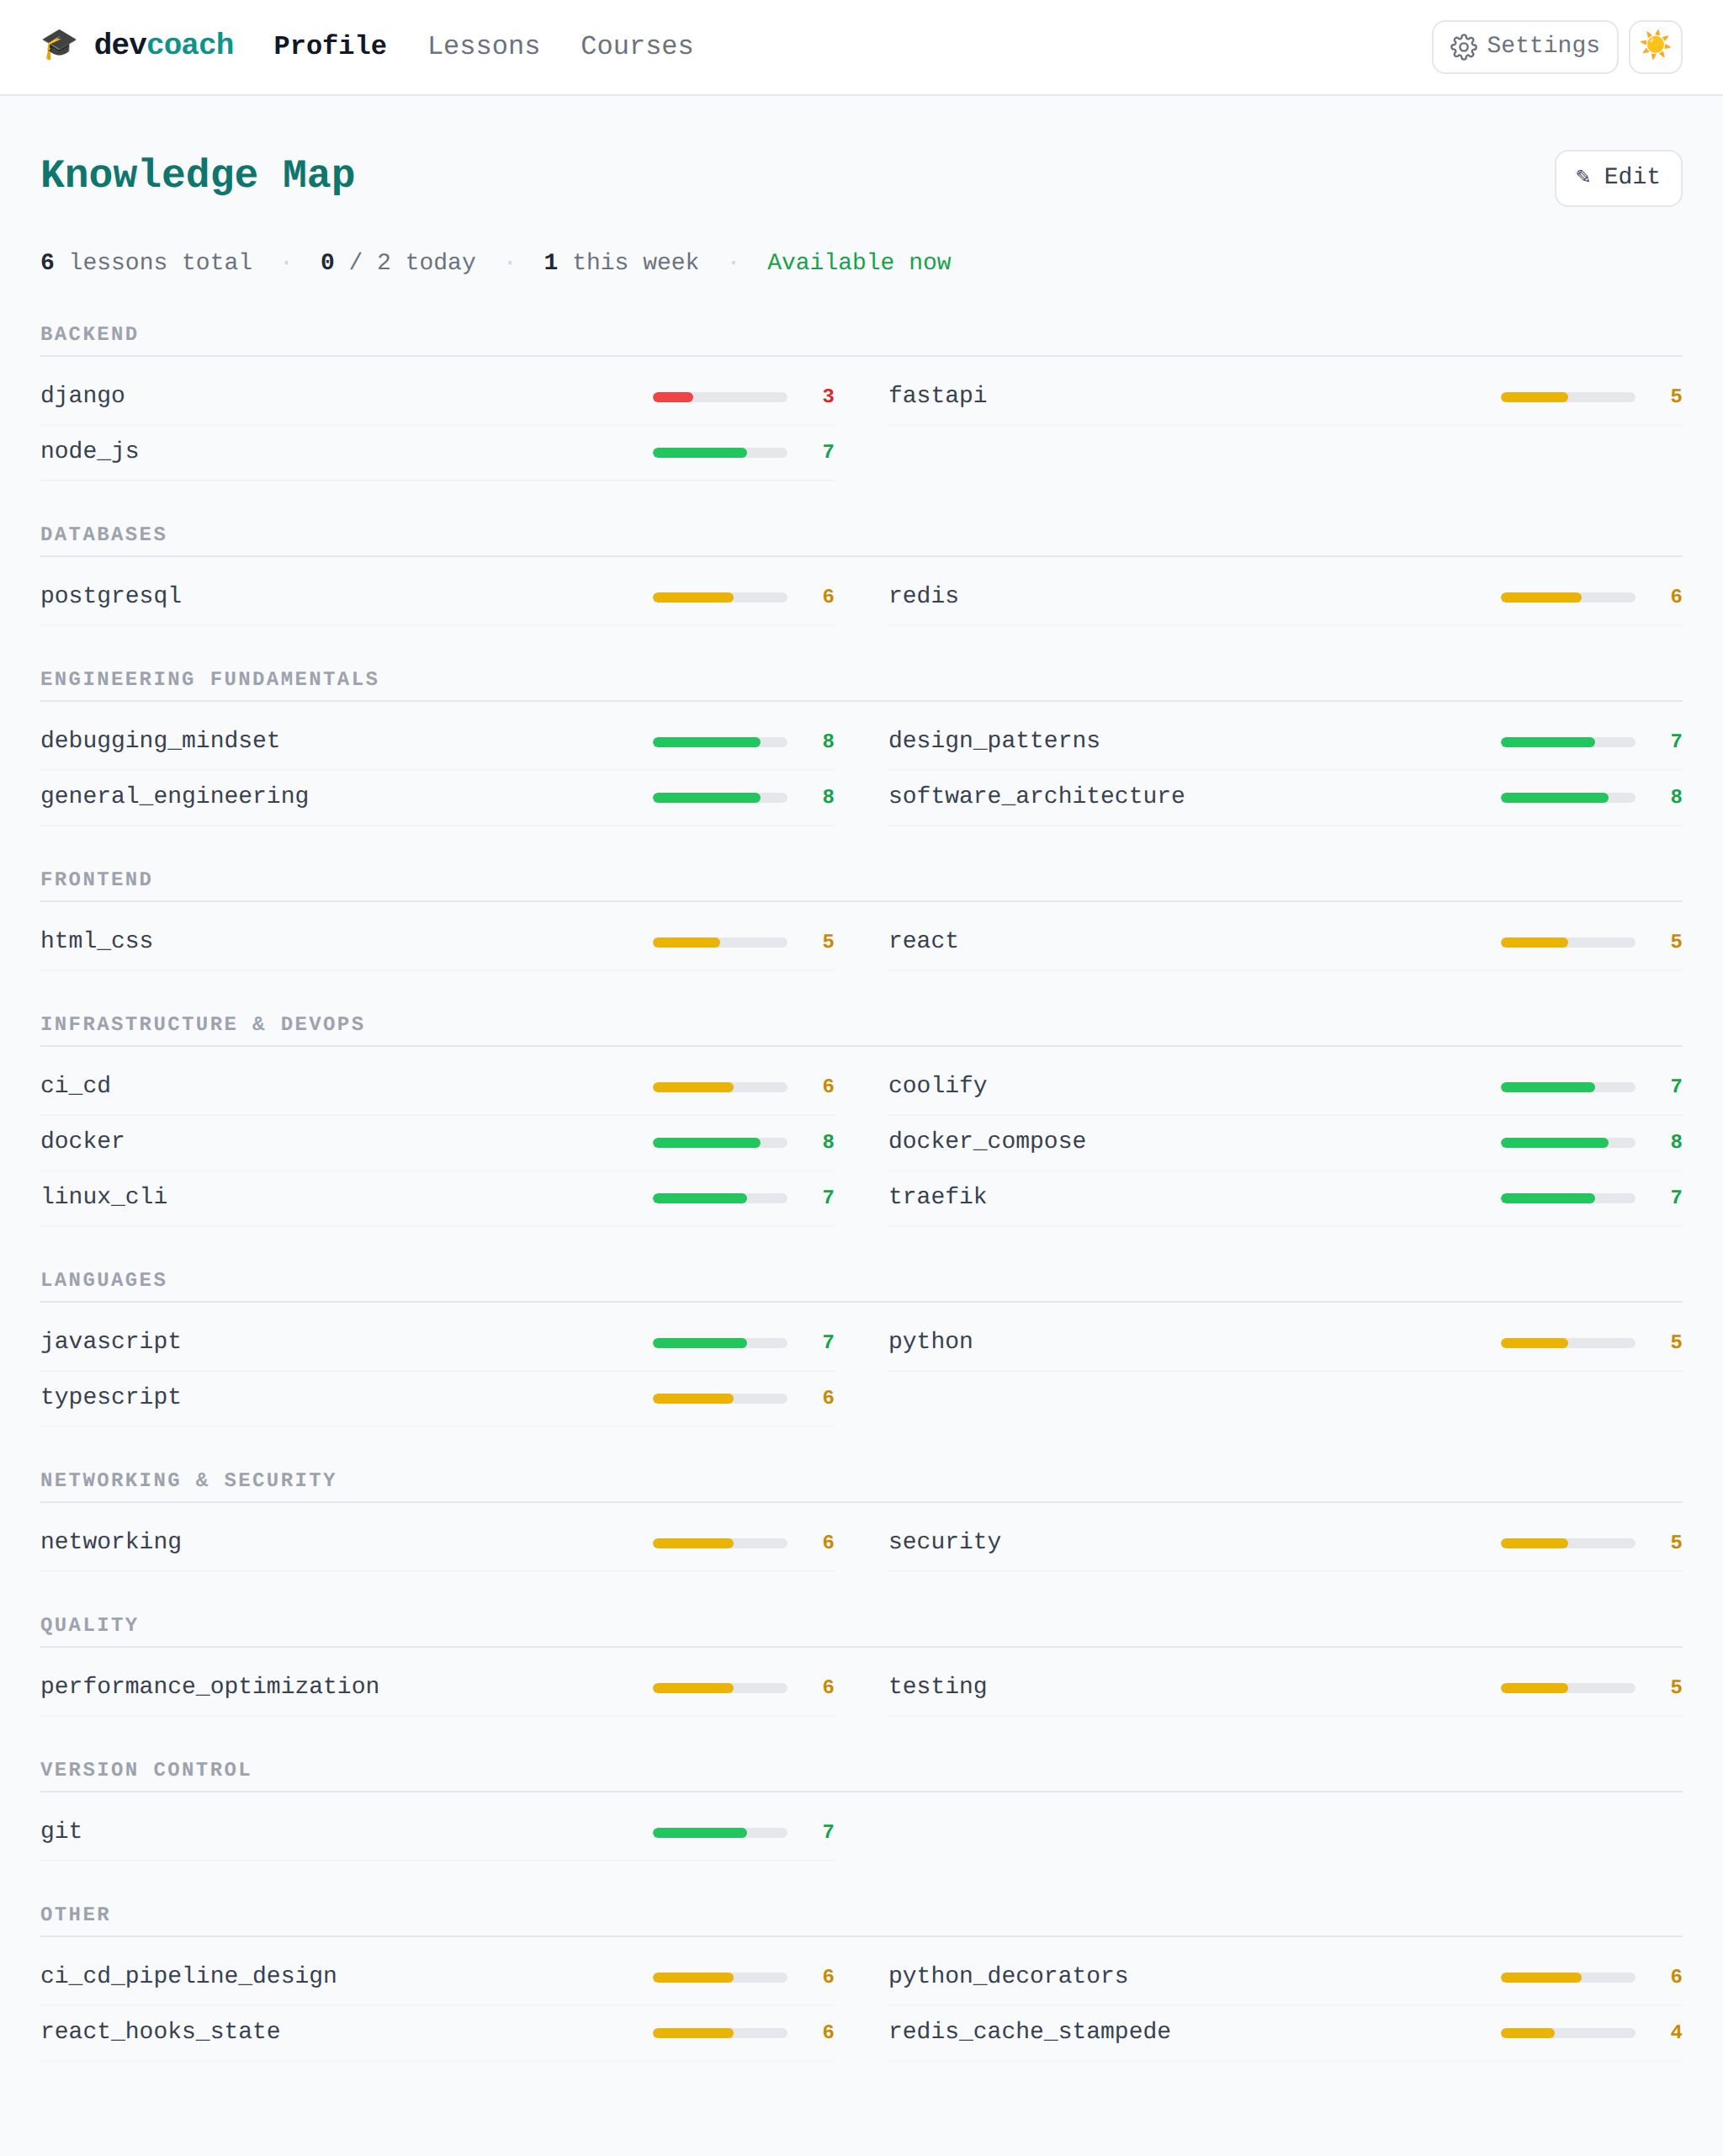 devcoach Profile Lessons Courses Settings
Knowledge Map
✎ Edit
6 lessons total · 0 / 2 today · 1 this week · Available now
BACKEND
django 3 fastapi 5
node_js 7
DATABASES
postgresql 6 redis 6
ENGINEERING FUNDAMENTALS
debugging_mindset 8 design_patterns 7
general_engineering 8 software_architecture 8
FRONTEND
html_css 5 react 5
INFRASTRUCTURE & DEVOPS
ci_cd 6 coolify 7
docker 8 docker_compose 8
linux_cli 7 traefik 7
LANGUAGES
javascript 7 python 5
typescript 6
NETWORKING & SECURITY
networking 6 security 5
QUALITY
performance_optimization 6 testing 5
VERSION CONTROL
git 7
OTHER
ci_cd_pipeline_design 6 python_decorators 6
react_hooks_state 6 redis_cache_stampede 4